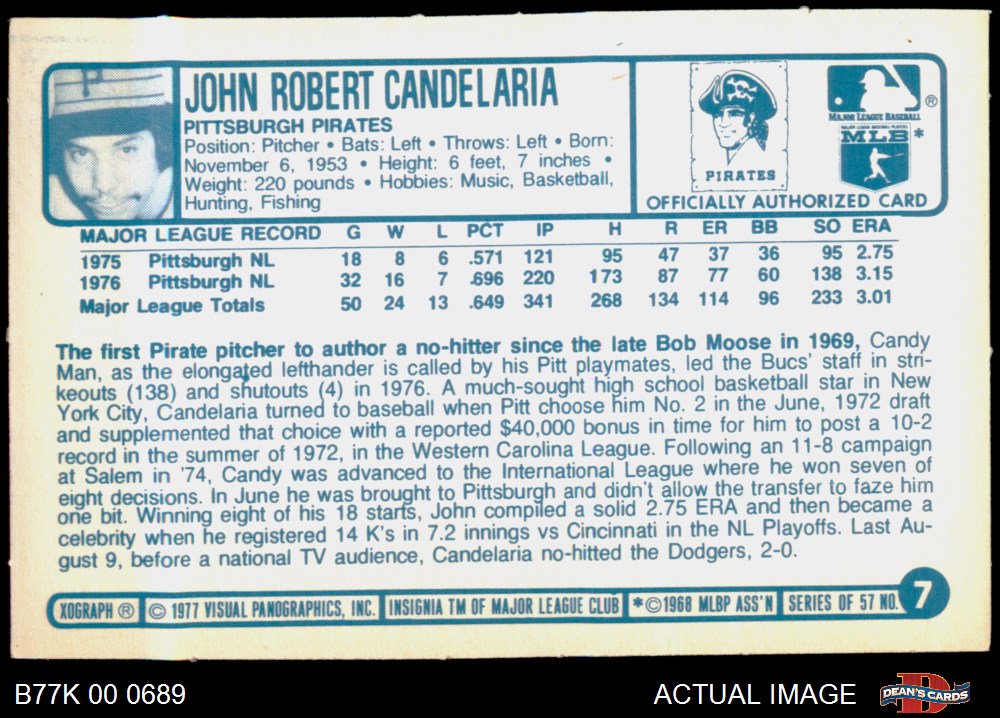 JOHN ROBERT CANDELARIA
PITTSBURGH PIRATES
Position: Pitcher • Bats: Left • Throws: Left • Born:
November 6, 1953 • Height: 6 feet, 7 inches •
Weight: 220 pounds • Hobbies: Music, Basketball,
Hunting, Fishing
PIRATES
®
MAJOR LEAGUE BASEBALL
MAJOR LEAGUE BASEBALL PLAYERS
MLB *
OFFICIALLY AUTHORIZED CARD
MAJOR LEAGUE RECORD G W L PCT IP H R ER BB SO ERA
1975 Pittsburgh NL 18 8 6 .571 121 95 47 37 36 95 2.75
1976 Pittsburgh NL 32 16 7 .696 220 173 87 77 60 138 3.15
Major League Totals 50 24 13 .649 341 268 134 114 96 233 3.01
The first Pirate pitcher to author a no-hitter since the late Bob Moose in 1969, Candy
Man, as the elongated lefthander is called by his Pitt playmates, led the Bucs' staff in stri-
keouts (138) and shutouts (4) in 1976. A much-sought high school basketball star in New
York City, Candelaria turned to baseball when Pitt choose him No. 2 in the June, 1972 draft
and supplemented that choice with a reported $40,000 bonus in time for him to post a 10-2
record in the summer of 1972, in the Western Carolina League. Following an 11-8 campaign
at Salem in '74, Candy was advanced to the International League where he won seven of
eight decisions. In June he was brought to Pittsburgh and didn't allow the transfer to faze him
one bit. Winning eight of his 18 starts, John compiled a solid 2.75 ERA and then became a
celebrity when he registered 14 K's in 7.2 innings vs Cincinnati in the NL Playoffs. Last Au-
gust 9, before a national TV audience, Candelaria no-hitted the Dodgers, 2-0.
XOGRAPH ® © 1977 VISUAL PANOGRAPHICS, INC. INSIGNIA TM OF MAJOR LEAGUE CLUB *©1968 MLBP ASS'N SERIES OF 57 NO. 7
B77K 00 0689 ACTUAL IMAGE DEAN'S CARDS